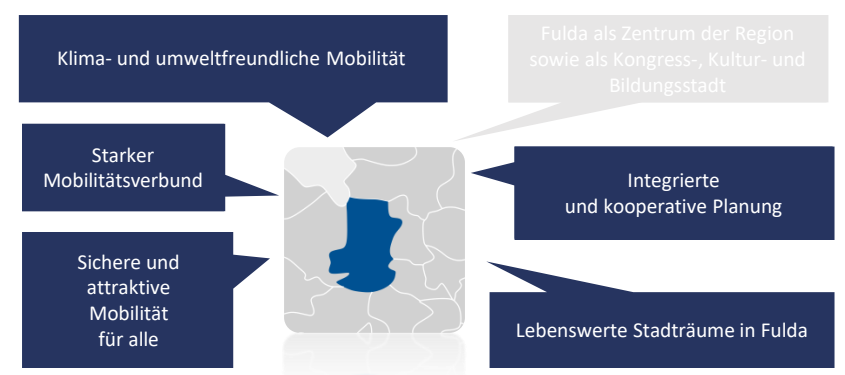 Klima- und umweltfreundliche Mobilität
Fulda als Zentrum der Region
sowie als Kongress-, Kultur- und
Bildungsstadt
Starker
Mobilitätsverbund
Integrierte
und kooperative Planung
Sichere und
attraktive
Mobilität
für alle
Lebenswerte Stadträume in Fulda